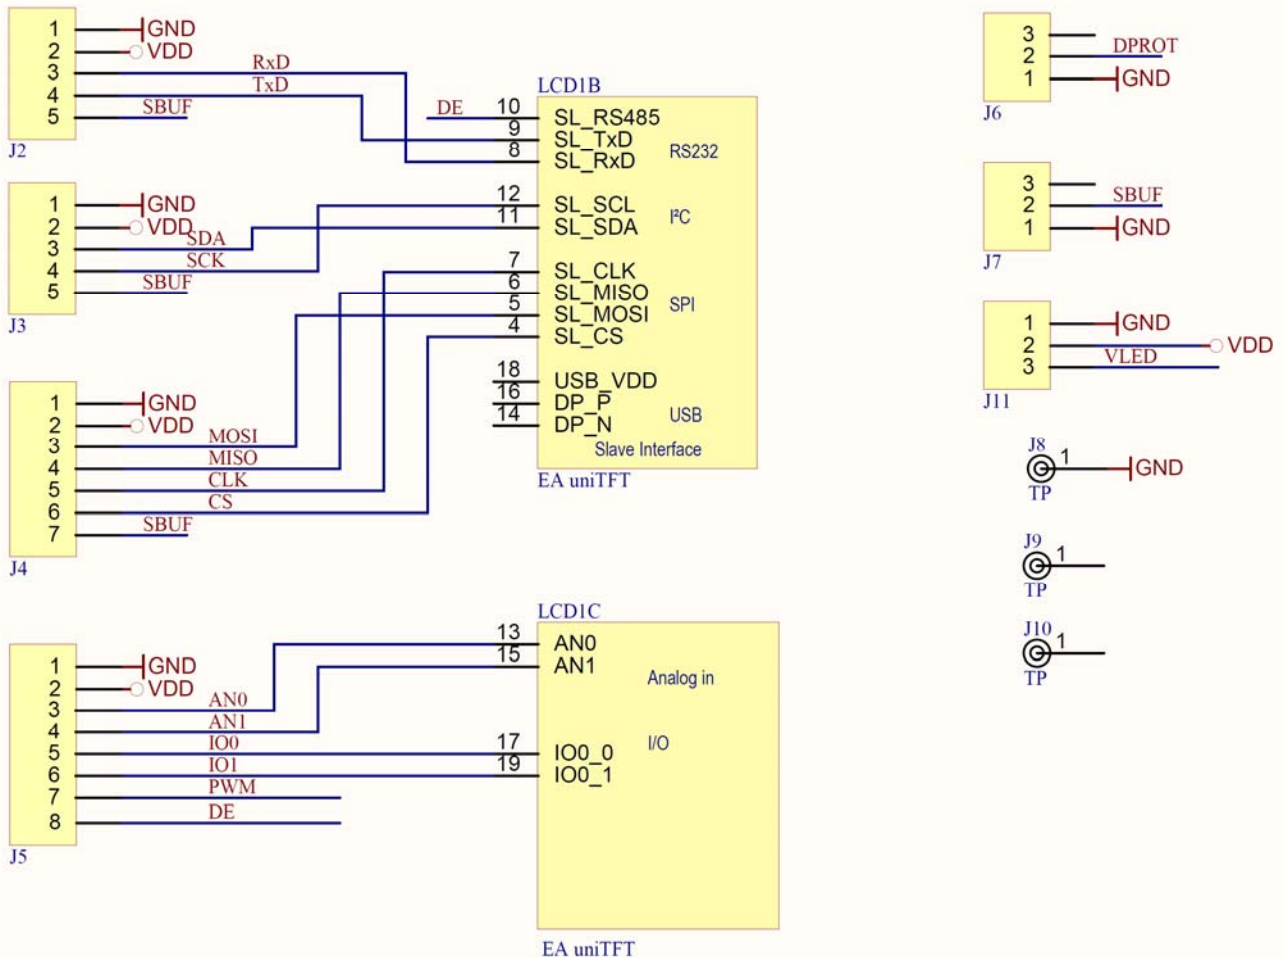 1 GND
2 VDD
3 RxD
4 TxD
5 SBUF
J2
1 GND
2 VDD
3 SDA
4 SCK
5 SBUF
J3
1 GND
2 VDD
3 MOSI
4 MISO
5 CLK
6 CS
7 SBUF
J4
LCD1B
DE 10 SL_RS485
9 SL_TxD
8 SL_RxD
RS232
12 SL_SCL
11 SL_SDA
I²C
7 SL_CLK
6 SL_MISO
5 SL_MOSI
4 SL_CS
SPI
18 USB_VDD
16 DP_P
14 DP_N
USB
Slave Interface
EA uniTFT
1 GND
2 VDD
3 AN0
4 AN1
5 IO0
6 IO1
7 PWM
8 DE
J5
LCD1C
13 AN0
15 AN1
Analog in
17 IO0_0
19 IO0_1
I/O
EA uniTFT
3
2 DPROT
1 GND
J6
3
2 SBUF
1 GND
J7
1 GND
2 VDD
3 VLED
J11
J8
1 GND
TP
J9
1
TP
J10
1
TP